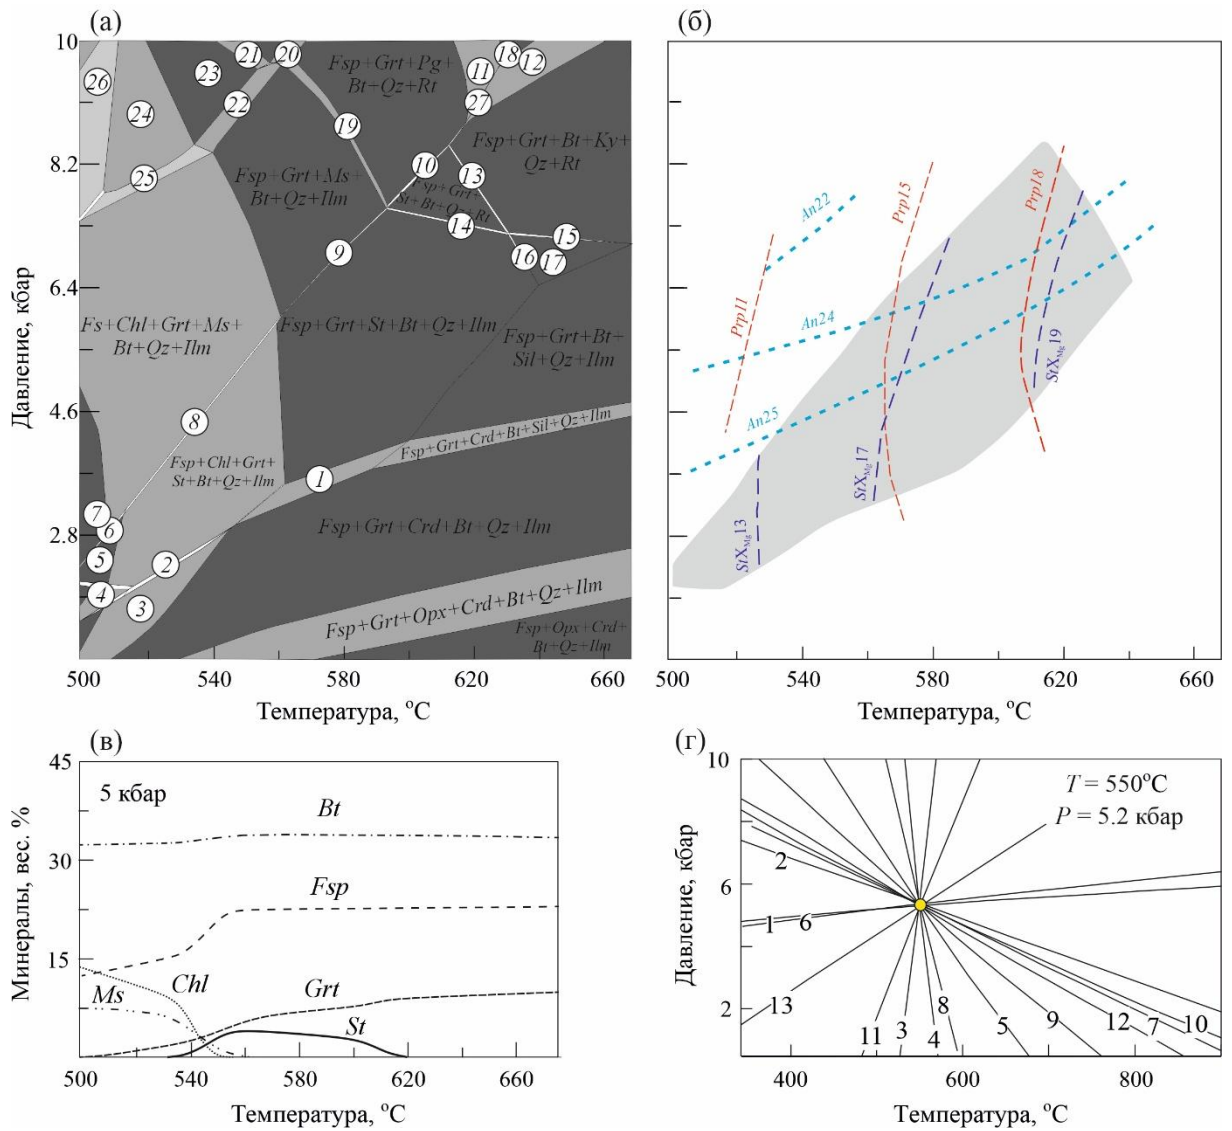 (а)
10
8.2
6.4
4.6
2.8
Давление, кбар
26
24
23
21
20
22
25
19
18
12
11
27
10
13
14
15
16
17
9
8
7
6
5
4
3
2
1
Fsp+Grt+Pg+
Bt+Qz+Rt
Fsp+Grt+Bt+Ky+
Qz+Rt
Fsp+Grt+Ms+
Bt+Qz+Ilm
Fsp+Grt+
St+Bt+Qz+Rt
Fs+Chl+Grt+Ms+
Bt+Qz+Ilm
Fsp+Grt+St+Bt+Qz+Ilm
Fsp+Grt+Bt+
Sil+Qz+Ilm
Fsp+Chl+Grt+
St+Bt+Qz+Ilm
Fsp+Grt+Crd+Bt+Sil+Qz+Ilm
Fsp+Grt+Crd+Bt+Qz+Ilm
Fsp+Grt+Opx+Crd+Bt+Qz+Ilm
Fsp+Opx+Crd+
Bt+Qz+Ilm
500 540 580 620 660
Температура, °C
(б)
Prp11
Prp15
Prp18
An22
An24
An25
StXMg13
StXMg17
StXMg19
500 540 580 620 660
Температура, °C
(в)
45
30
15
Минералы, вес. %
5 кбар
Bt
Fsp
Chl
Ms
Grt
St
500 540 580 620 660
Температура, °C
(г)
10
6
2
Давление, кбар
T = 550°C
P = 5.2 кбар
2
1
6
13
11
3
4
8
5
9
12
7
10
400 600 800
Температура, °C